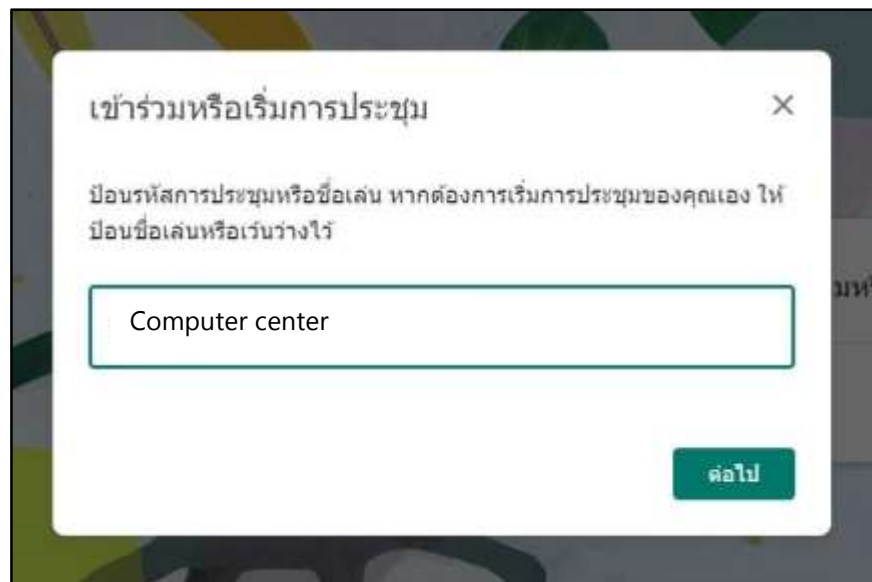 เข้าร่วมหรือเริ่มการประชุม
ป้อนรหัสการประชุมหรือชื่อเล่น หากต้องการเริ่มการประชุมของคุณเอง ให้
ป้อนชื่อเล่นหรือเว้นว่างไว้
Computer center
ต่อไป